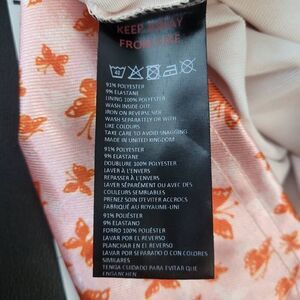 KEEP AWAY
FROM FIRE
40
91% POLYESTER
9% ELASTANE
LINING 100% POLYESTER
WASH INSIDE OUT
IRON ON REVERSE SIDE
WASH SEPARATELY OR WITH
LIKE COLOURS
TAKE CARE TO AVOID SNAGGING
MADE IN UNITED KINGDOM
91% POLYESTER
9% ELASTANE
DOUBLURE 100% POLYESTER
LAVER À L'ENVERS
REPASSER À L'ENVERS
LAVER SÉPARÉMENT OU AVEC DES
COULEURS SEMBLABLES
PRENEZ SOIN D'ÉVITER ACCROCS
FABRIQUÉ AU ROYAUME-UNI
91% POLIÉSTER
9% ELASTANO
FORRO 100% POLIÉSTER
LAVAR POR EL REVERSO
PLANCHAR EN EL REVERSO
LAVAR POR SEPARADO O CON COLORES
SIMILARES
TENGA CUIDADO PARA EVITAR QUE
ENGANCHEN